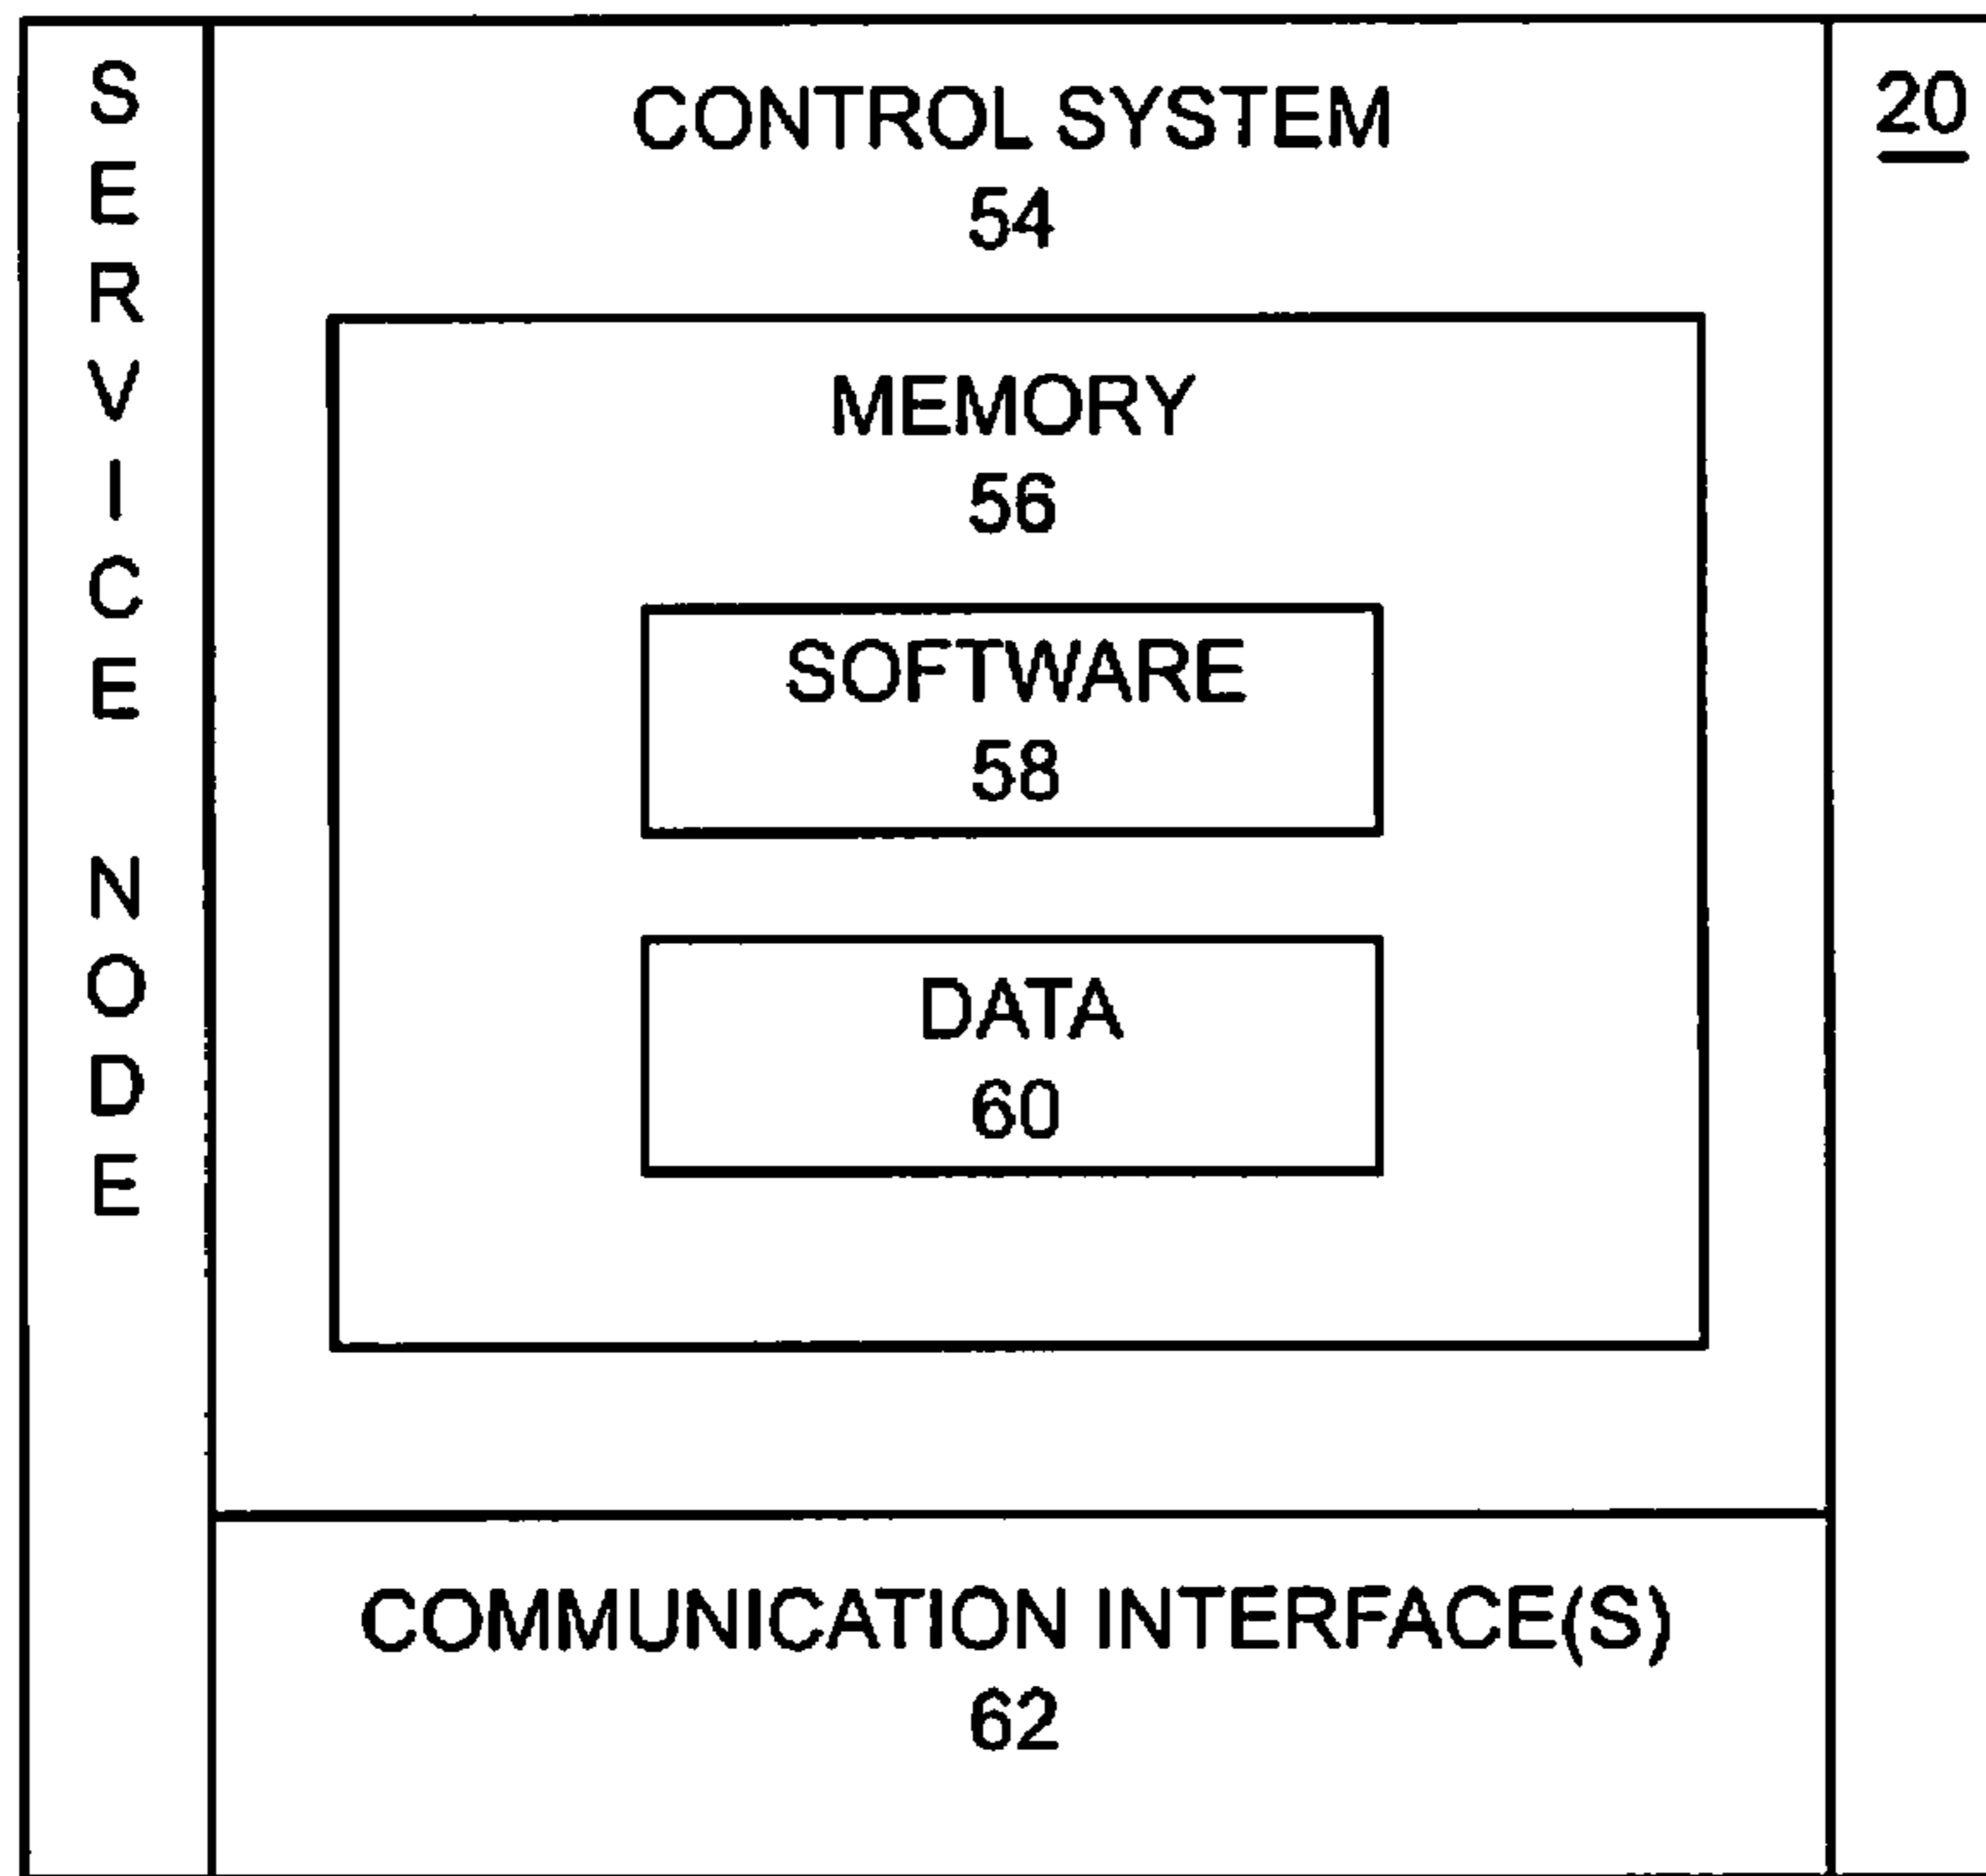 SERVICE NODE
CONTROL SYSTEM
54
20
MEMORY
56
SOFTWARE
58
DATA
60
COMMUNICATION INTERFACE(S)
62